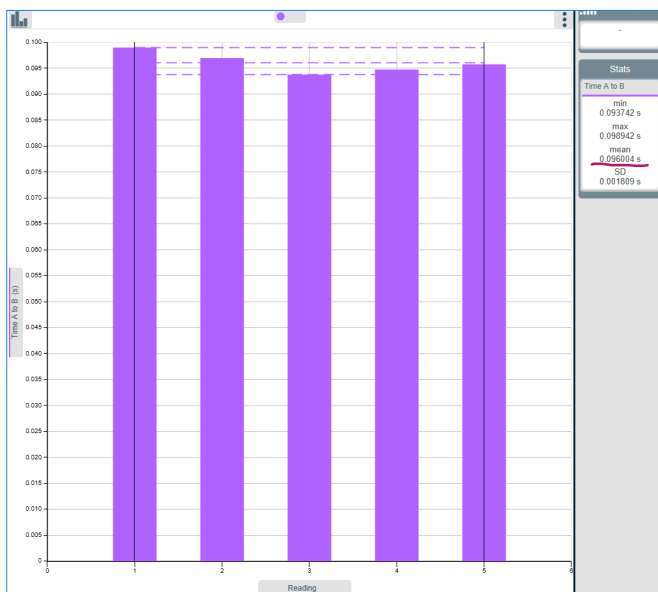 0.100
0.095
0.090
0.085
0.080
0.075
0.070
0.065
0.060
0.055
0.050
0.045
0.040
0.035
0.030
0.025
0.020
0.015
0.010
0.005
0
Time A to B (s)
0 1 2 3 4 5 6
Reading
-
Stats
Time A to B
min
0.093742 s
max
0.098942 s
mean
0.096004 s
SD
0.001809 s